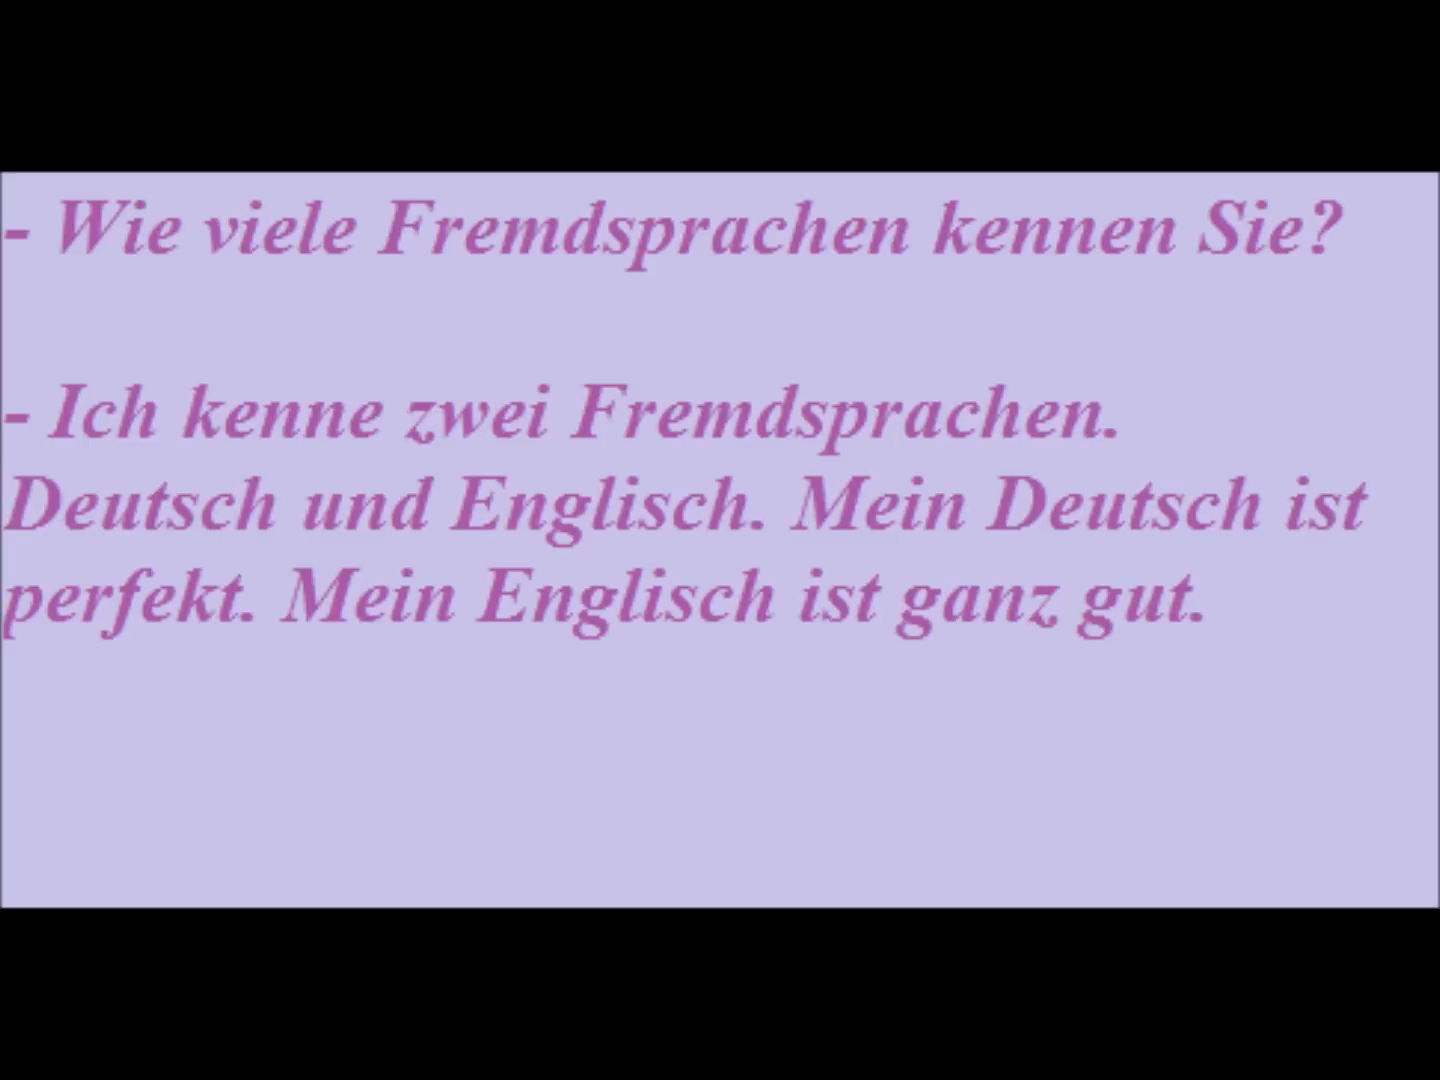 - Wie viele Fremdsprachen kennen Sie?
- Ich kenne zwei Fremdsprachen.
Deutsch und Englisch. Mein Deutsch ist
perfekt. Mein Englisch ist ganz gut.